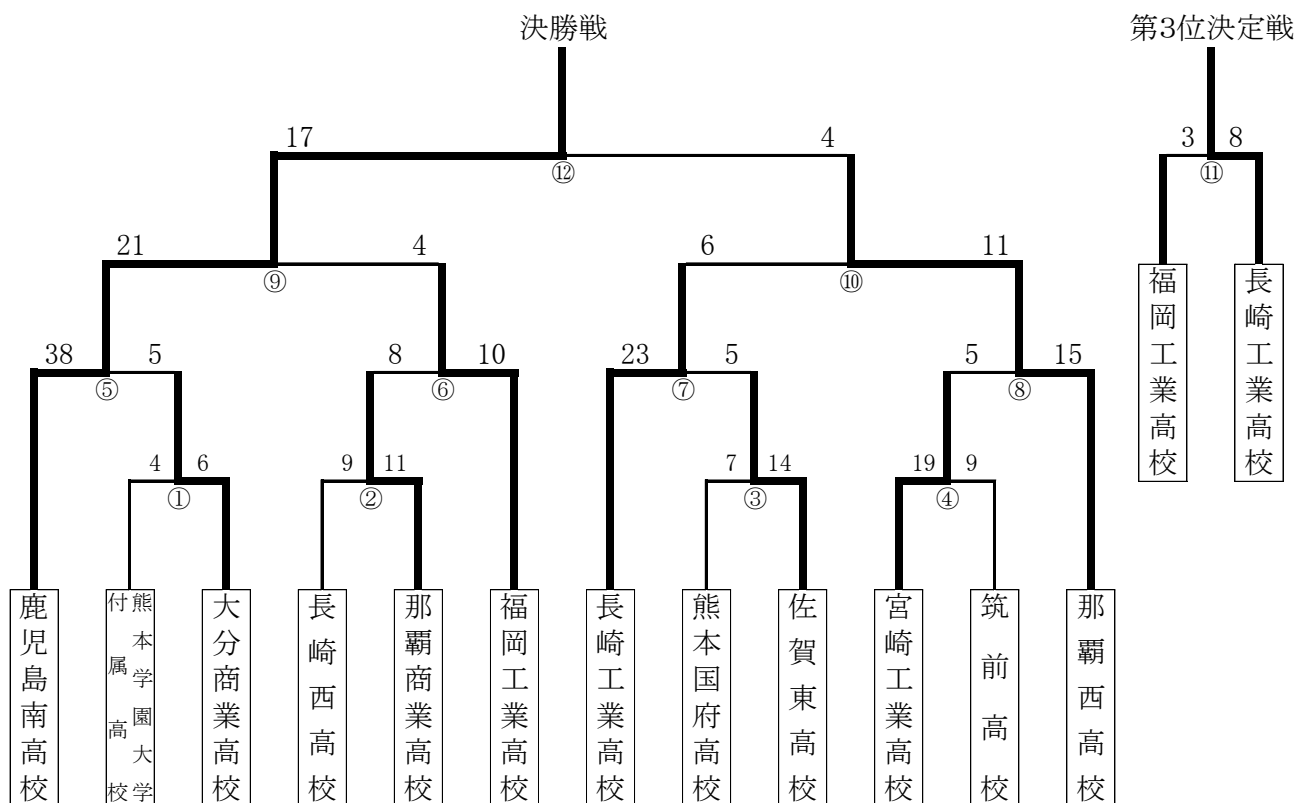 決勝戦
第3位決定戦
17
4
⑫
3
8
⑪
21
4
⑨
6
11
⑩
福岡工業高校
長崎工業高校
38
5
⑤
8
10
⑥
23
5
⑦
5
15
⑧
4
6
①
9
11
②
7
14
③
19
9
④
鹿児島南高校
熊本学園大学
付属高校
大分商業高校
長崎西高校
那覇商業高校
福岡工業高校
長崎工業高校
熊本国府高校
佐賀東高校
宮崎工業高校
筑前高校
那覇西高校